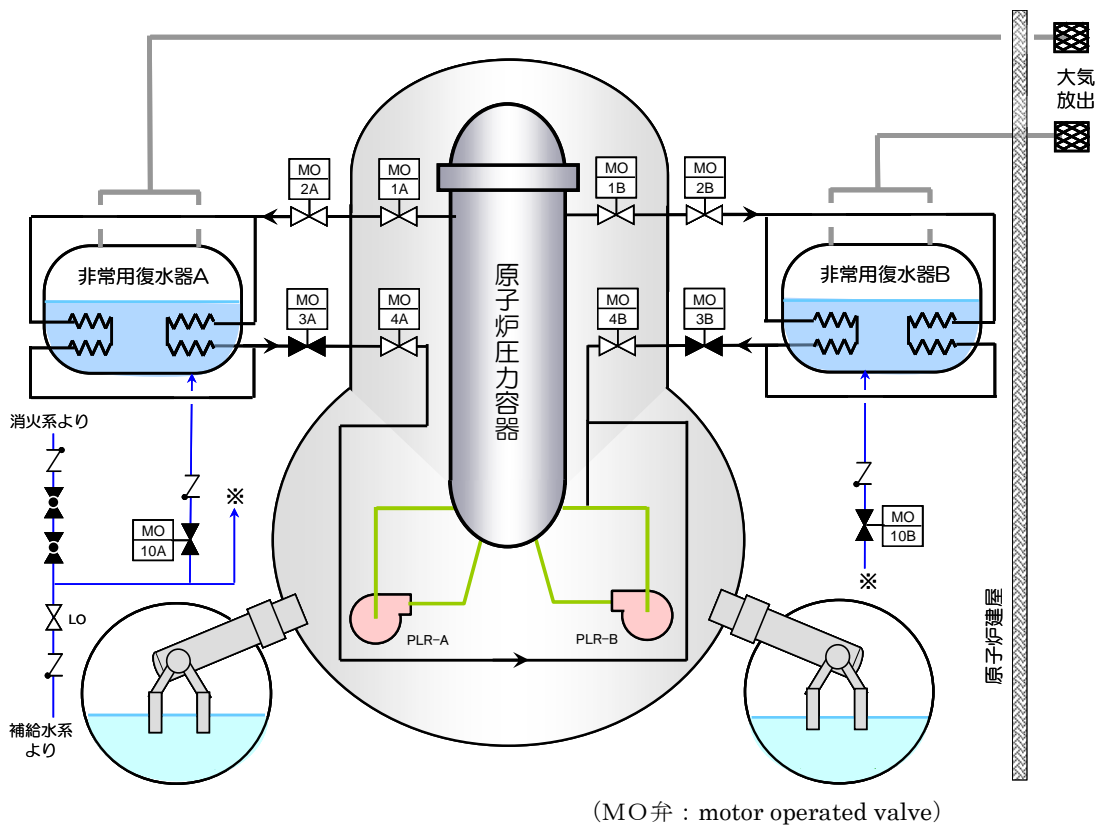 大気
放出
MO
2A
MO
1A
MO
1B
MO
2B
非常用復水器A
原子炉圧力容器
非常用復水器B
MO
3A
MO
4A
MO
4B
MO
3B
消火系より
※
MO
10A
MO
10B
※
LO
PLR-A
PLR-B
原子炉建屋
補給水系
より
(MO弁：motor operated valve)